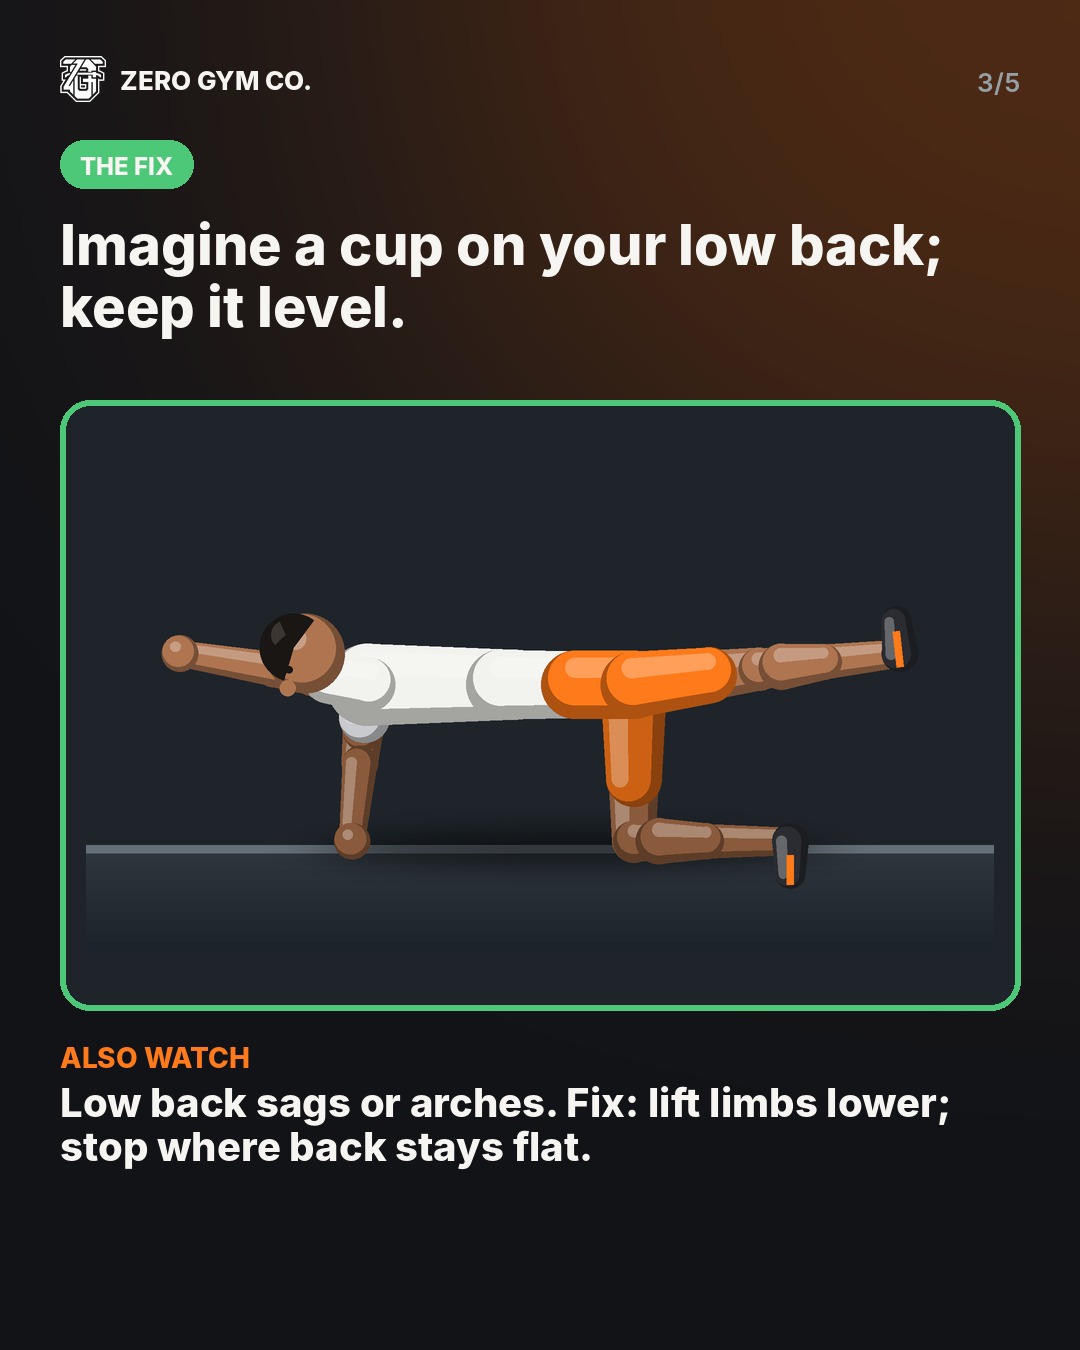 ZERO GYM CO.
3/5
THE FIX
Imagine a cup on your low back;
keep it level.
ALSO WATCH
Low back sags or arches. Fix: lift limbs lower;
stop where back stays flat.